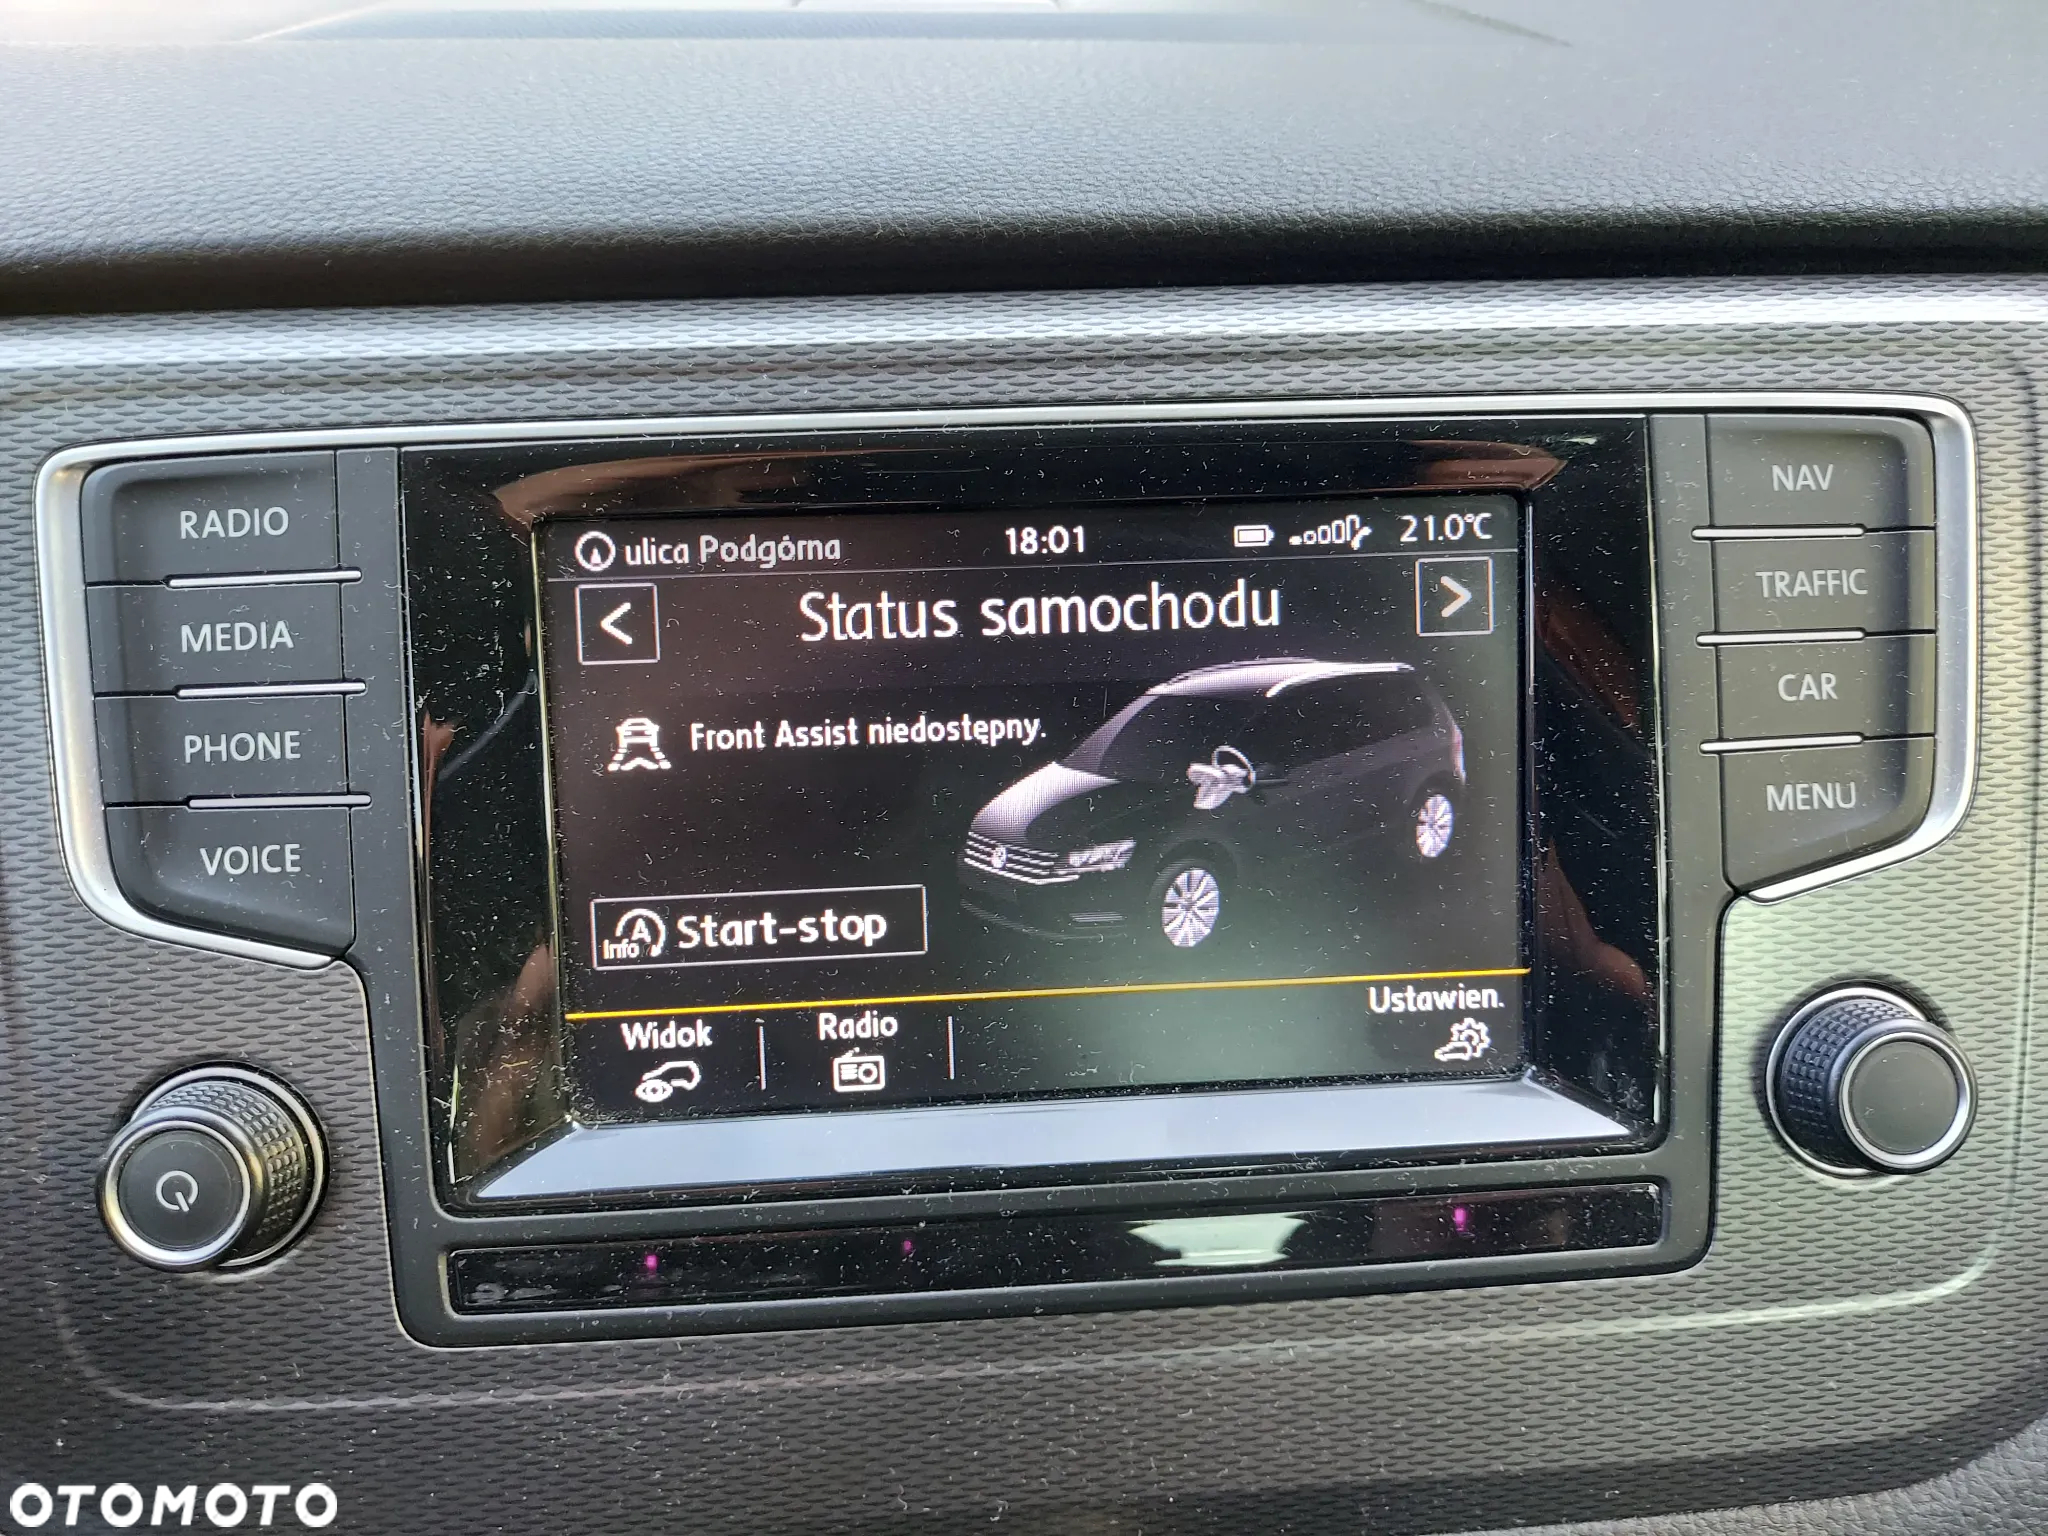 RADIO
MEDIA
PHONE
VOICE
ulica Podgórna 18:01 21.0°C
< Status samochodu >
Front Assist niedostępny.
A Info Start-stop
Widok Radio Ustawien.
NAV
TRAFFIC
CAR
MENU
OTOMOTO